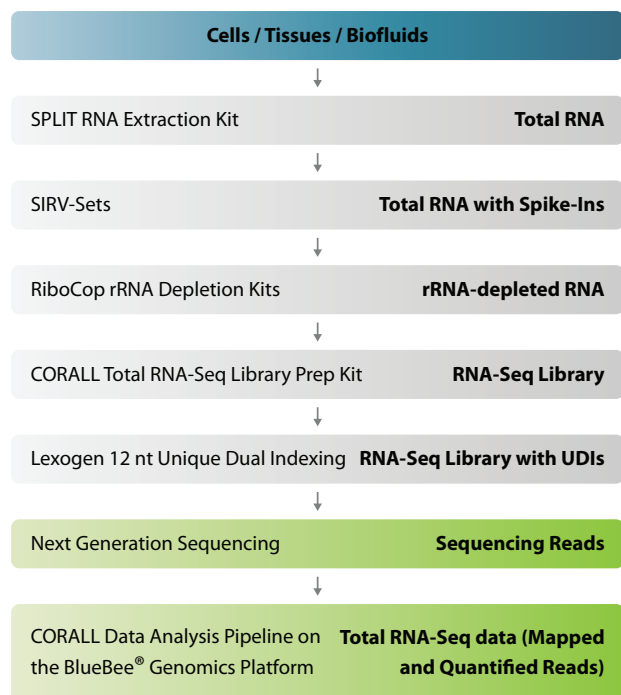 Cells / Tissues / Biofluids
SPLIT RNA Extraction Kit Total RNA
SIRV-Sets Total RNA with Spike-Ins
RiboCop rRNA Depletion Kits rRNA-depleted RNA
CORALL Total RNA-Seq Library Prep Kit RNA-Seq Library
Lexogen 12 nt Unique Dual Indexing RNA-Seq Library with UDIs
Next Generation Sequencing Sequencing Reads
CORALL Data Analysis Pipeline on Total RNA-Seq data (Mapped
the BlueBee® Genomics Platform and Quantified Reads)